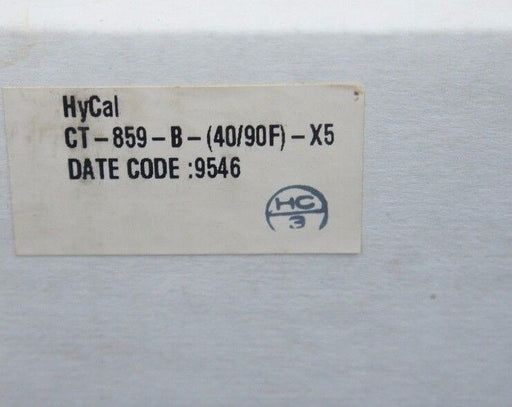 HyCal
CT-859-B-(40/90F)-X5
DATE CODE :9546
HC
3